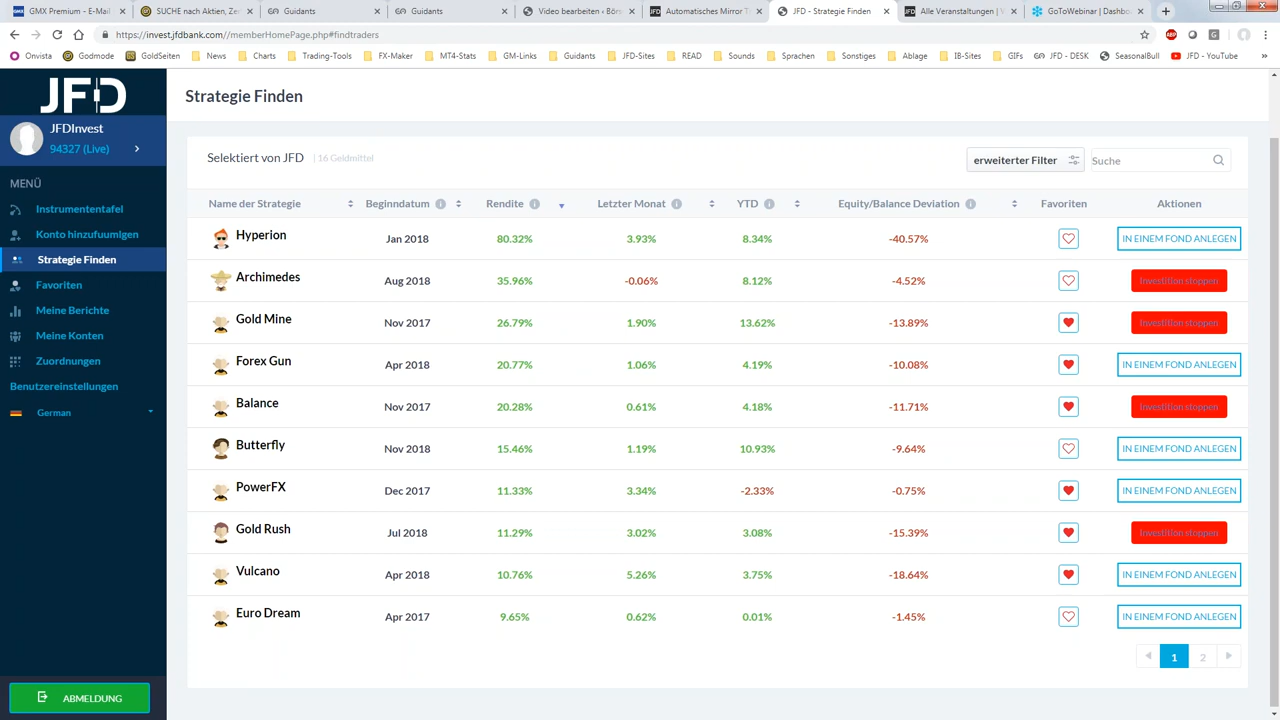 GMX Premium - E-Mail
SUCHE nach Aktien, Zer
Guidants
Guidants
Video bearbeiten ‹ Bör
Automatisches Mirror T
JFD - Strategie Finden
Alle Veranstaltungen | V
GoToWebinar | Dashbo
https://invest.jfdbank.com/memberHomePage.php#findtraders
Onvista
Godmode
GoldSeiten
News
Charts
Trading-Tools
FX-Maker
MT4-Stats
GM-Links
Guidants
JFD-Sites
READ
Sounds
Sprachen
Sonstiges
Ablage
IB-Sites
GIFs
JFD - DESK
SeasonalBull
JFD - YouTube
JFD
JFDInvest
94327 (Live)
MENÜ
Instrumententafel
Konto hinzufuumlgen
Strategie Finden
Favoriten
Meine Berichte
Meine Konten
Zuordnungen
Benutzereinstellungen
German
ABMELDUNG
Strategie Finden
Selektiert von JFD | 16 Geldmittel
erweiterter Filter
Suche
Name der Strategie Beginndatum Rendite Letzter Monat YTD Equity/Balance Deviation Favoriten Aktionen
Hyperion Jan 2018 80.32% 3.93% 8.34% -40.57% IN EINEM FOND ANLEGEN
Archimedes Aug 2018 35.96% -0.06% 8.12% -4.52% Investition stoppen
Gold Mine Nov 2017 26.79% 1.90% 13.62% -13.89% Investition stoppen
Forex Gun Apr 2018 20.77% 1.06% 4.19% -10.08% IN EINEM FOND ANLEGEN
Balance Nov 2017 20.28% 0.61% 4.18% -11.71% Investition stoppen
Butterfly Nov 2018 15.46% 1.19% 10.93% -9.64% IN EINEM FOND ANLEGEN
PowerFX Dec 2017 11.33% 3.34% -2.33% -0.75% IN EINEM FOND ANLEGEN
Gold Rush Jul 2018 11.29% 3.02% 3.08% -15.39% Investition stoppen
Vulcano Apr 2018 10.76% 5.26% 3.75% -18.64% IN EINEM FOND ANLEGEN
Euro Dream Apr 2017 9.65% 0.62% 0.01% -1.45% IN EINEM FOND ANLEGEN
1 2